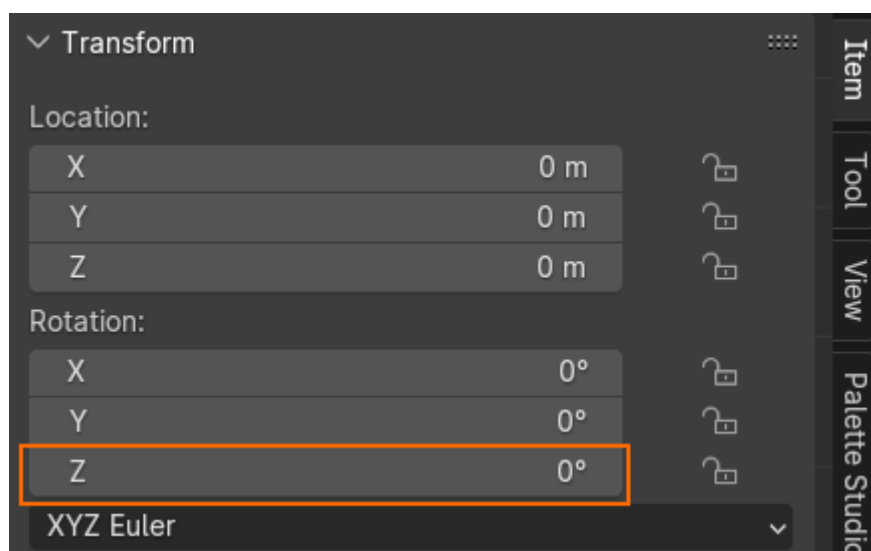 Transform
Location:
X 0 m
Y 0 m
Z 0 m
Rotation:
X 0°
Y 0°
Z 0°
XYZ Euler
Item
Tool
View
Palette Studio